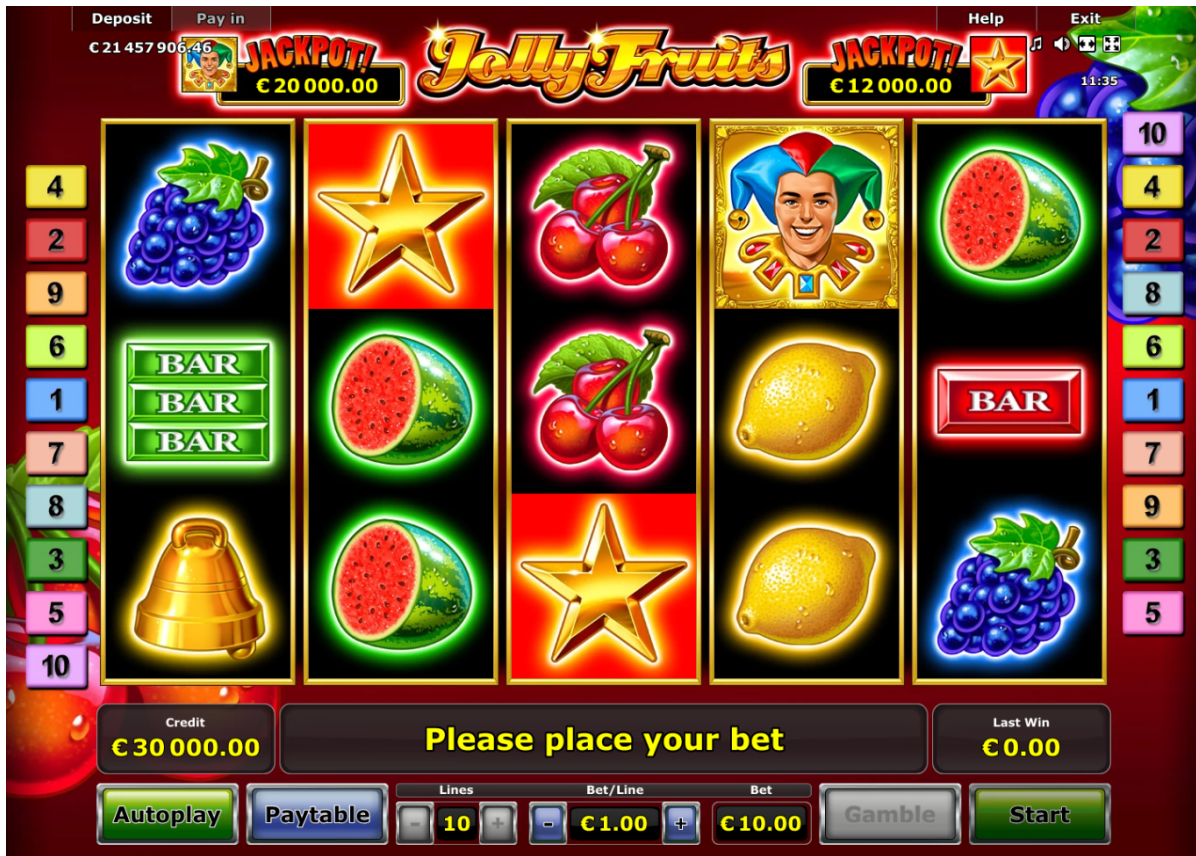 Deposit Pay in Help Exit
€ 21 457 906.46
JACKPOT! Jolly Fruits JACKPOT!
€ 20 000.00 € 12 000.00
11:35
10
4 4
2 2
9 8
6 6
1 1
7 7
8 9
3 3
5 5
10
BAR
BAR
BAR
BAR
Credit
€ 30 000.00
Please place your bet
Last Win
€ 0.00
Autoplay
Paytable
Lines Bet/Line Bet
- 10 + - € 1.00 + € 10.00
Gamble
Start